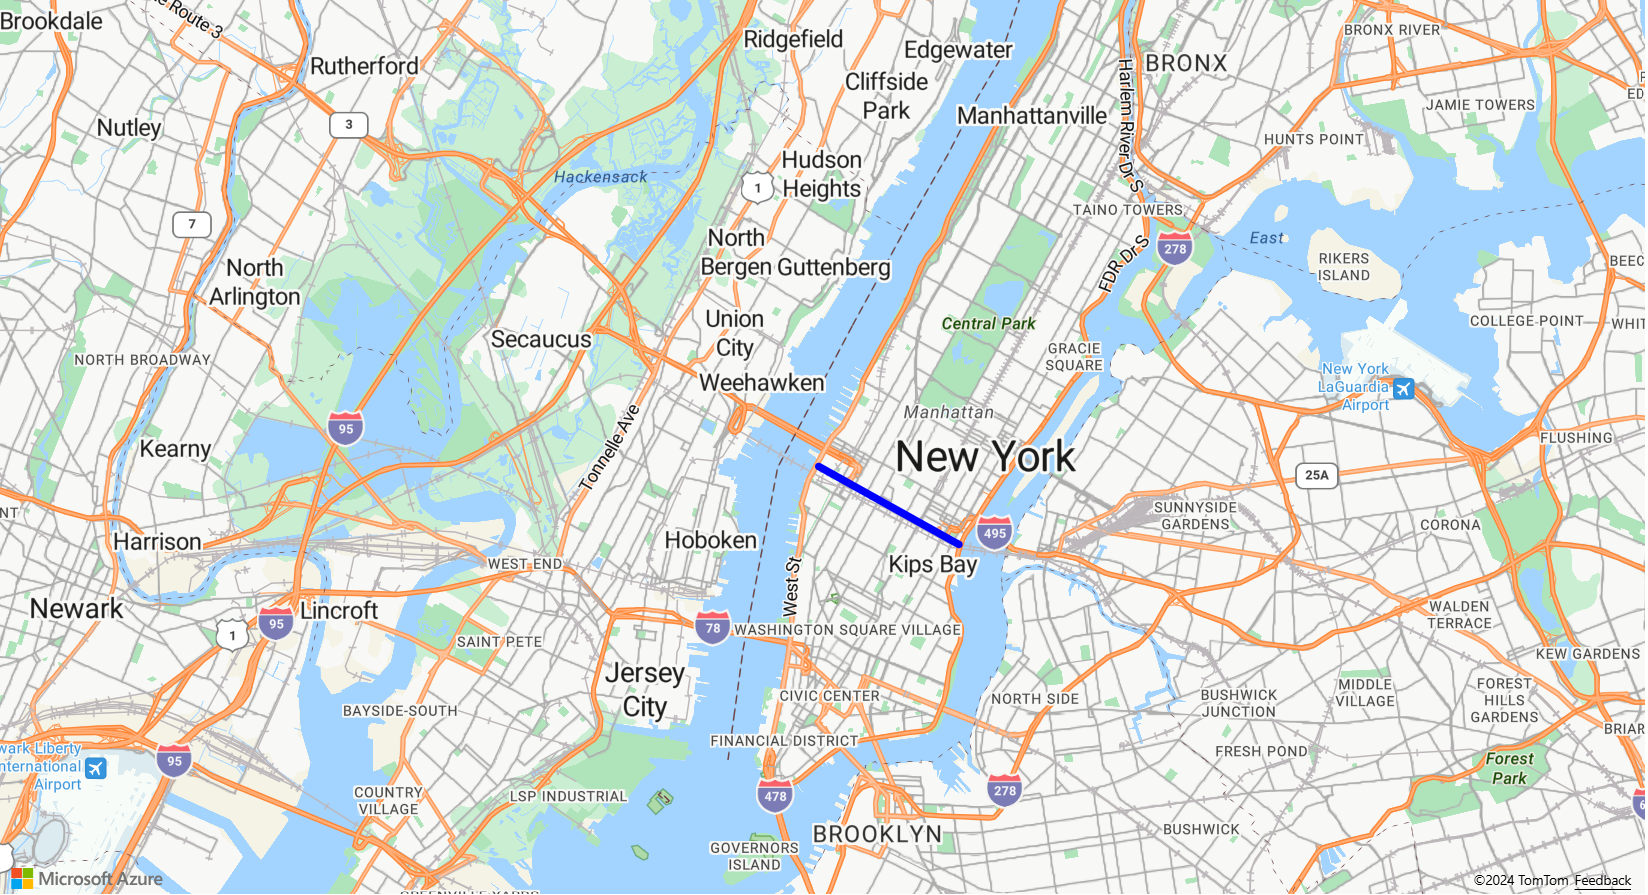 Brookdale
Route 3
Ridgefield
Edgewater
BRONX RIVER
Rutherford
Cliffside
Park
BRONX
Harlem River Dr S
JAMIE TOWERS
Nutley
3
Manhattanville
HUNTS POINT
Hackensack
1
Hudson
Heights
7
TAINO TOWERS
North
Bergen
Guttenberg
FDR Dr S
278
East
RIKERS
ISLAND
BEEC
North
Arlington
Union
City
Central Park
COLLEGE POINT
WHIT
NORTH BROADWAY
Secaucus
GRACIE
SQUARE
Weehawken
New York
LaGuardia
Airport
Manhattan
95
Tonnelle Ave
Kearny
New York
FLUSHING
25A
NT
SUNNYSIDE
GARDENS
CORONA
Harrison
Hoboken
495
WEST END
Kips Bay
West St
Newark
Lincroft
95
1
78
WASHINGTON SQUARE VILLAGE
WALDEN
TERRACE
SAINT PETE
KEW GARDENS
Jersey
City
CIVIC CENTER
NORTH SIDE
BUSHWICK
JUNCTION
MIDDLE
VILLAGE
FOREST
HILLS
GARDENS
BAYSIDE-SOUTH
BRIAR
FINANCIAL DISTRICT
FRESH POND
wark Liberty
nternational
Airport
95
Forest
Park
COUNTRY
VILLAGE
LSP INDUSTRIAL
478
278
BROOKLYN
BUSHWICK
GOVERNORS
ISLAND
Microsoft Azure
©2024 TomTom Feedback